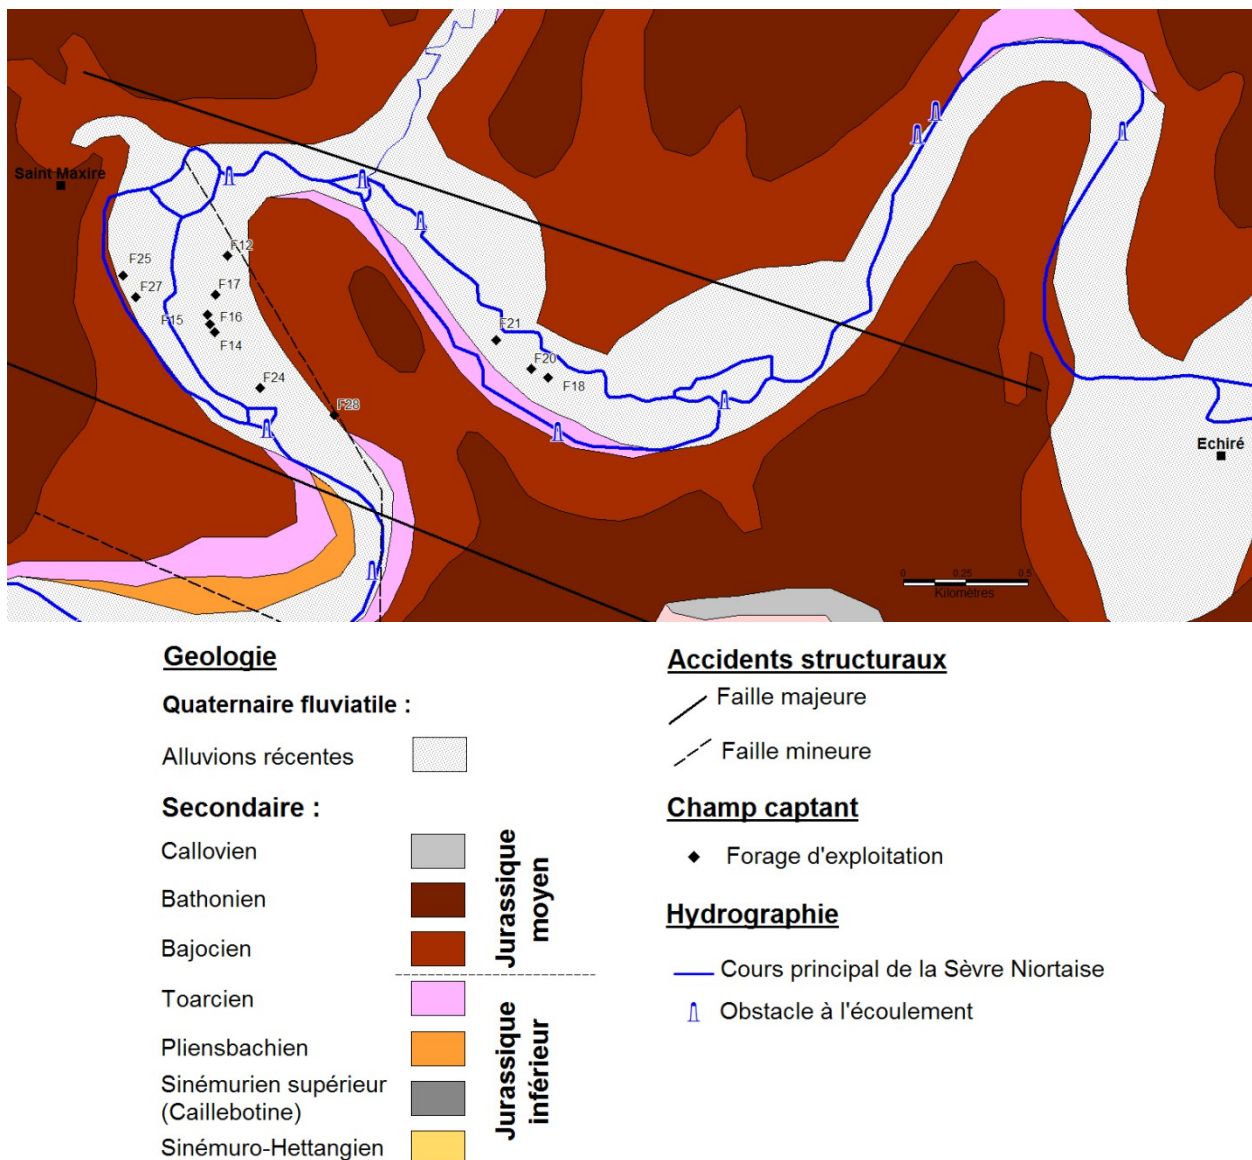 Saint Maxire
F12
F25
F17
F27
F15
F16
F14
F21
F20
F18
F24
F28
Echiré
0 0.25 0.5
Kilomètres
Geologie
Quaternaire fluviatile :
Alluvions récentes
Secondaire :
Callovien
Bathonien
Bajocien
Jurassique
moyen
Toarcien
Pliensbachien
Sinémurien supérieur
(Caillebotine)
Sinémuro-Hettangien
Jurassique
inférieur
Accidents structuraux
Faille majeure
Faille mineure
Champ captant
Forage d'exploitation
Hydrographie
Cours principal de la Sèvre Niortaise
Obstacle à l'écoulement